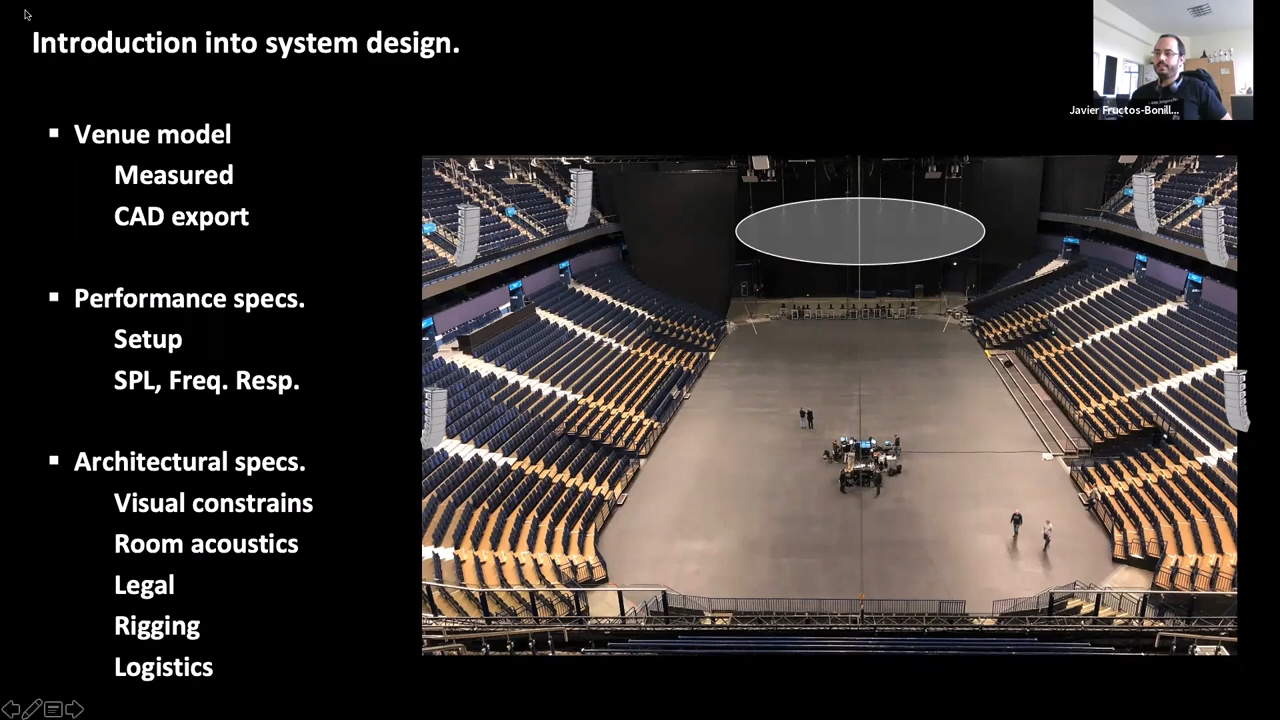 Introduction into system design.
Javier Fructos-Bonill...
▪ Venue model
Measured
CAD export
▪ Performance specs.
Setup
SPL, Freq. Resp.
▪ Architectural specs.
Visual constrains
Room acoustics
Legal
Rigging
Logistics